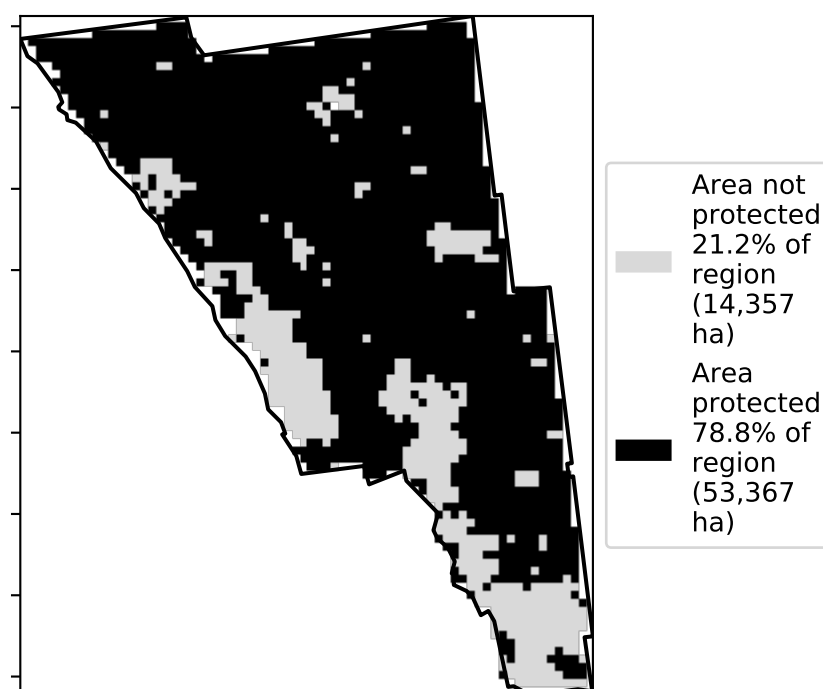 Area not
protected
21.2% of
region
(14,357
ha)
Area
protected
78.8% of
region
(53,367
ha)